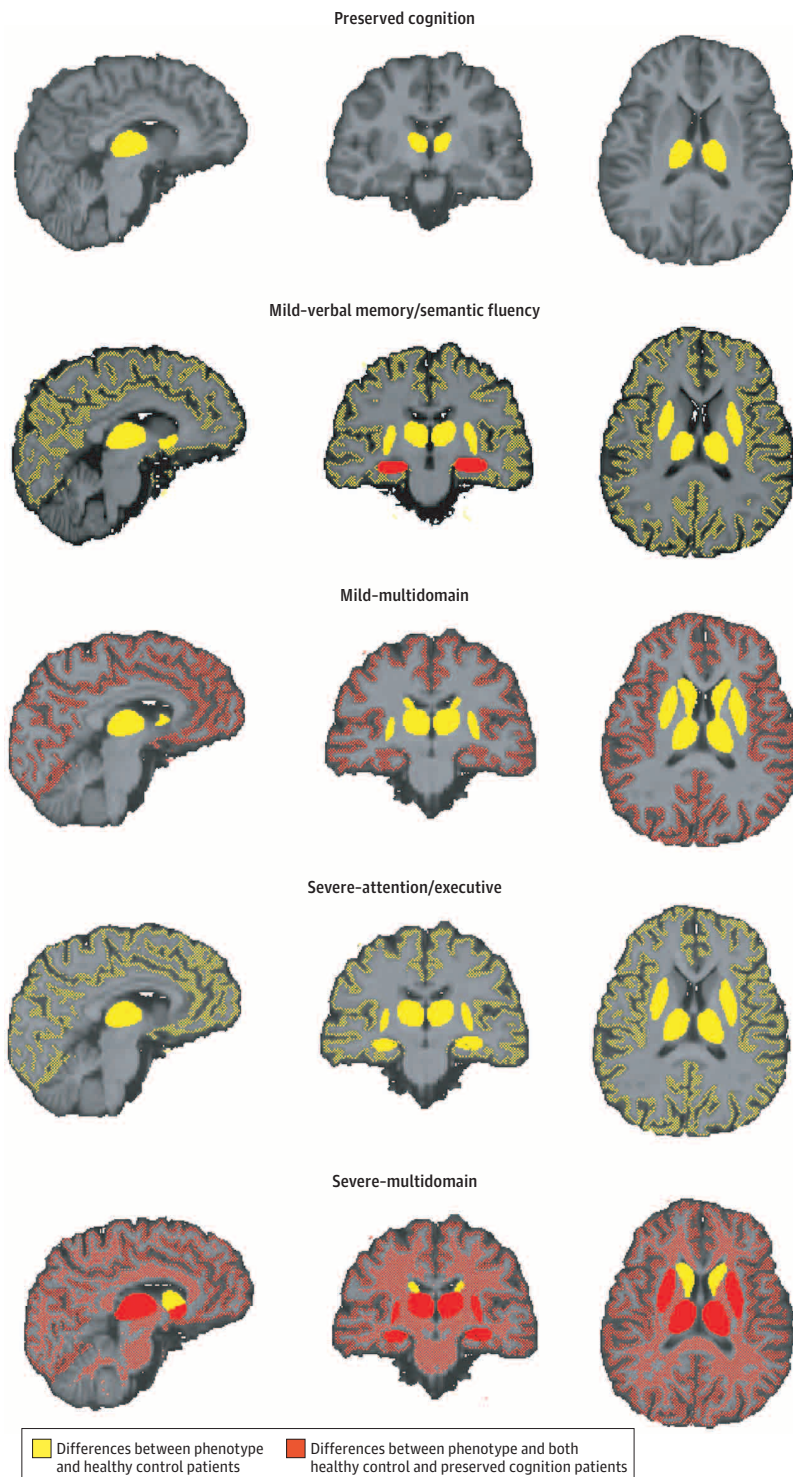 Preserved cognition
Mild-verbal memory/semantic fluency
Mild-multidomain
Severe-attention/executive
Severe-multidomain
Differences between phenotype
and healthy control patients
Differences between phenotype and both
healthy control and preserved cognition patients